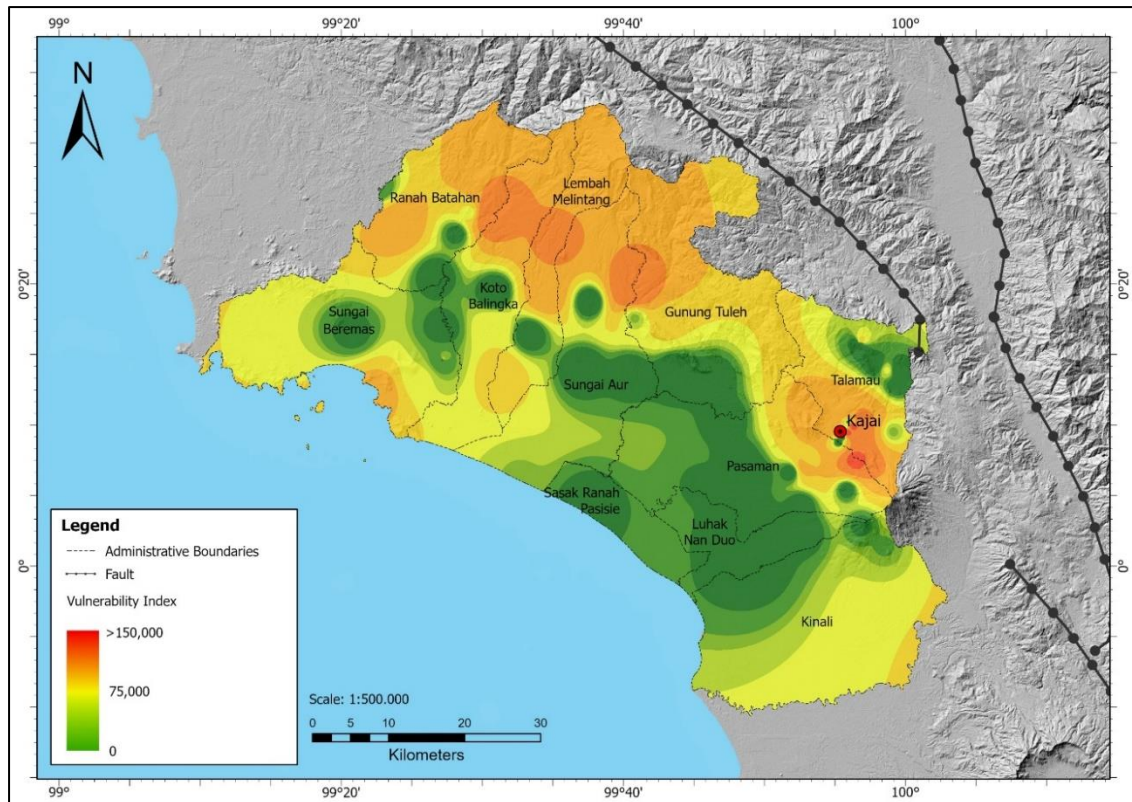 99°
99°20'
99°40'
100°
N
0°20'
0°20'
Ranah Batahan
Lembah
Melintang
Koto
Balingka
Sungai
Beremas
Gunung Tuleh
Sungai Aur
Talamau
Kajai
Pasaman
Sasak Ranah
Pasisie
Luhak
Nan Duo
Kinali
0°
0°
Legend
Administrative Boundaries
Fault
Vulnerability Index
>150,000
75,000
0
Scale: 1:500.000
0 5 10 20 30
Kilometers
99°
99°20'
99°40'
100°